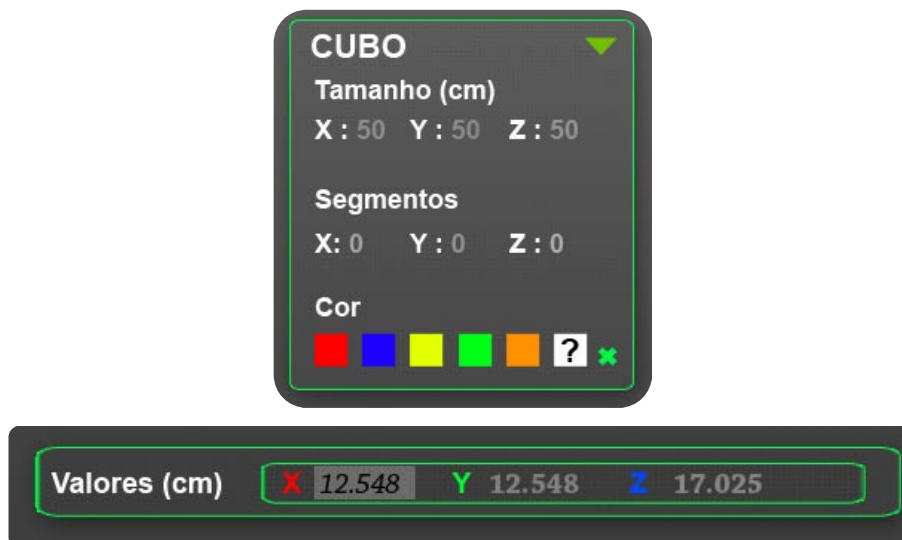 CUBO
Tamanho (cm)
X : 50 Y : 50 Z : 50
Segmentos
X: 0 Y : 0 Z : 0
Cor
?
Valores (cm) X 12.548 Y 12.548 Z 17.025